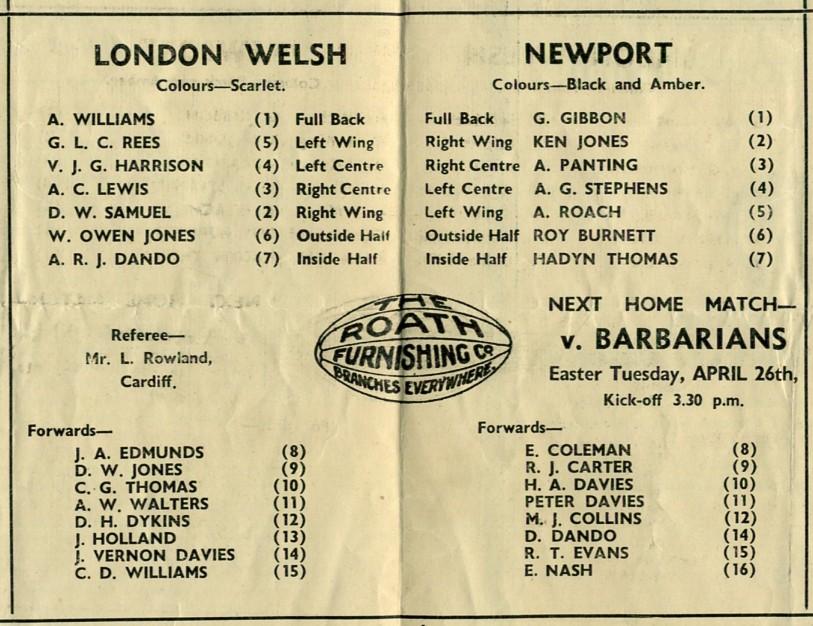 LONDON WELSH
Colours—Scarlet.
A. WILLIAMS (1) Full Back
G. L. C. REES (5) Left Wing
V. J. G. HARRISON (4) Left Centre
A. C. LEWIS (3) Right Centre
D. W. SAMUEL (2) Right Wing
W. OWEN JONES (6) Outside Half
A. R. J. DANDO (7) Inside Half
Referee—
Mr. L. Rowland,
Cardiff.
Forwards—
J. A. EDMUNDS (8)
D. W. JONES (9)
C. G. THOMAS (10)
A. W. WALTERS (11)
D. H. DYKINS (12)
J. HOLLAND (13)
J. VERNON DAVIES (14)
C. D. WILLIAMS (15)
THE
ROATH
FURNISHING Co
BRANCHES EVERYWHERE.
NEWPORT
Colours—Black and Amber.
Full Back G. GIBBON (1)
Right Wing KEN JONES (2)
Right Centre A. PANTING (3)
Left Centre A. G. STEPHENS (4)
Left Wing A. ROACH (5)
Outside Half ROY BURNETT (6)
Inside Half HADYN THOMAS (7)
NEXT HOME MATCH—
v. BARBARIANS
Easter Tuesday, APRIL 26th,
Kick-off 3.30 p.m.
Forwards—
E. COLEMAN (8)
R. J. CARTER (9)
H. A. DAVIES (10)
PETER DAVIES (11)
M. J. COLLINS (12)
D. DANDO (14)
R. T. EVANS (15)
E. NASH (16)